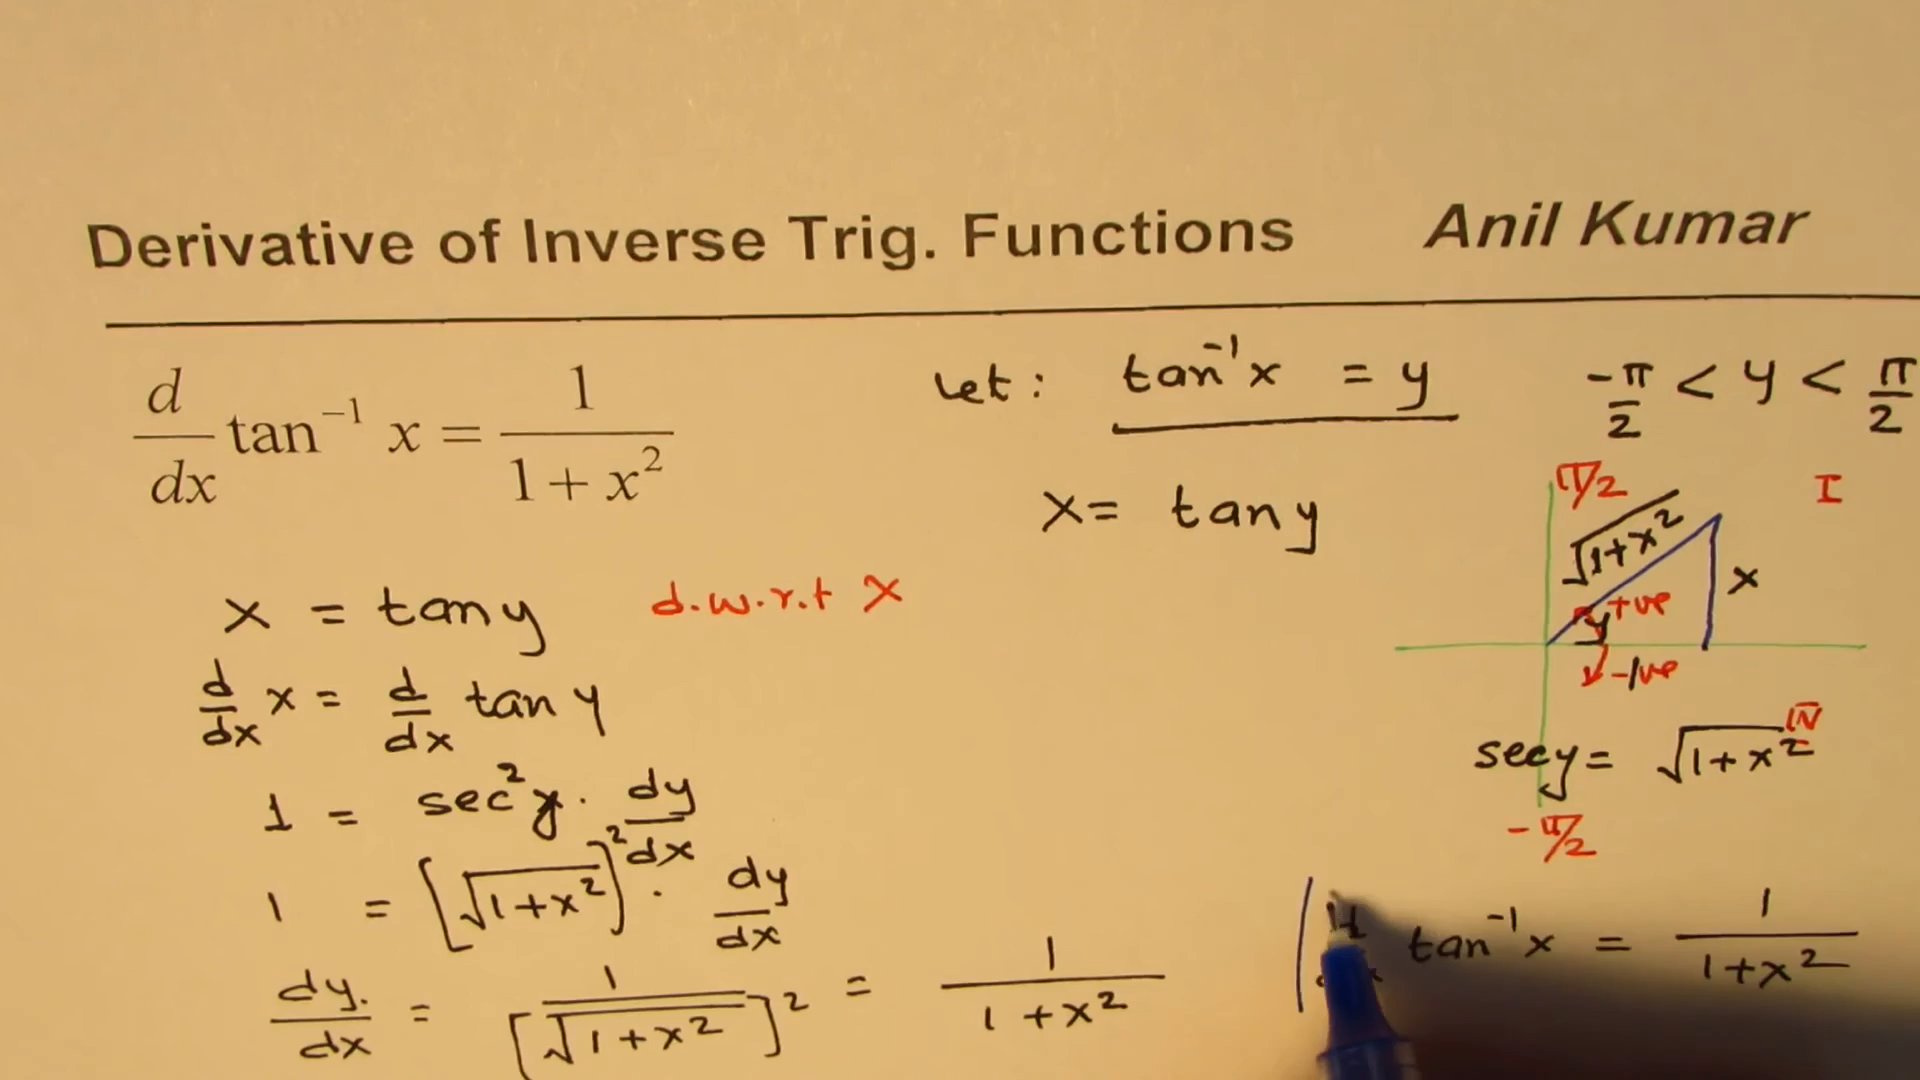 Derivative of Inverse Trig. Functions Anil Kumar
d/dx tan⁻¹ x = 1/(1 + x²)
Let : tan⁻¹x = y
-π/2 < y < π/2
x = tan y
π/2
I
√(1+x²)
x
y
+ve
-ve
IV
sec y = √(1+x²)
-π/2
x = tan y d.w.r.t x
d/dx x = d/dx tan y
1 = sec²y · dy/dx
1 = [√(1+x²)]² · dy/dx
dy/dx = 1/[√(1+x²)]² = 1/(1+x²)
tan⁻¹x = 1/(1+x²)